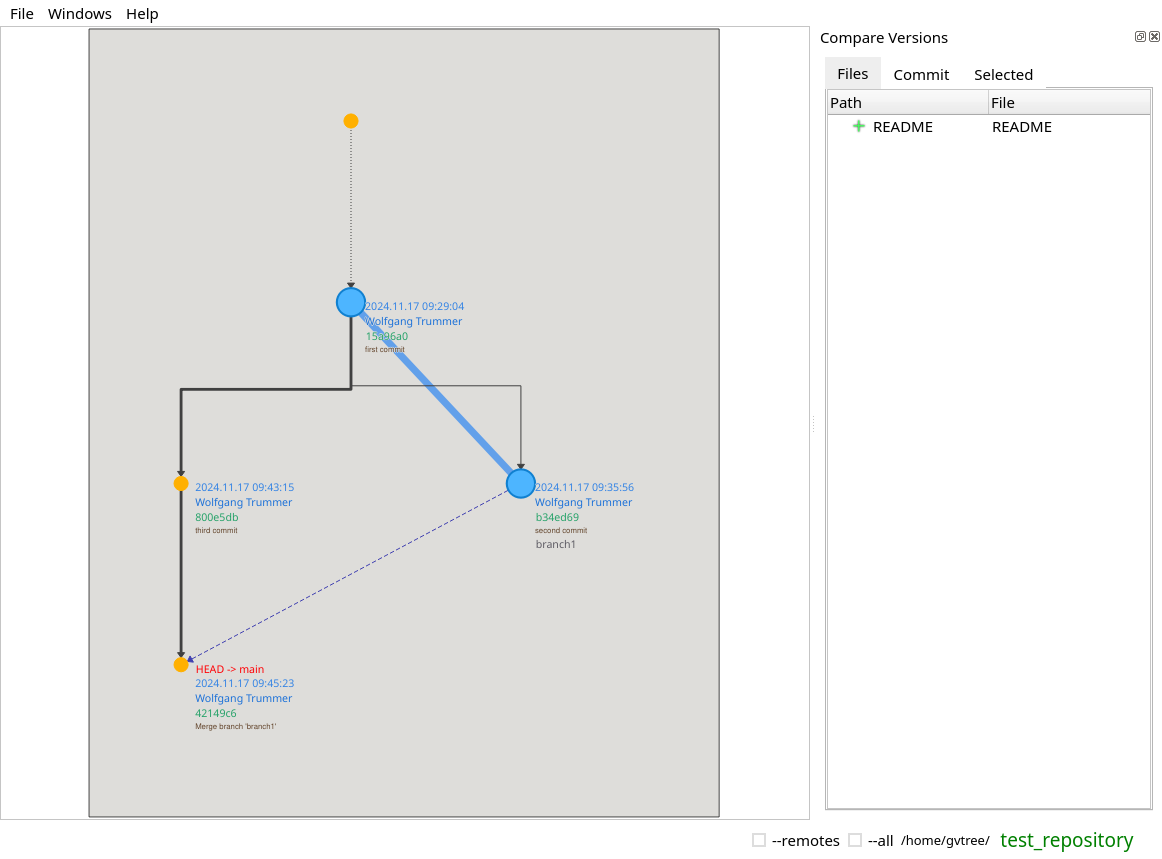 File Windows Help
Compare Versions
Files Commit Selected
Path File
README README
2024.11.17 09:29:04
Wolfgang Trummer
15a96a0
first commit
2024.11.17 09:43:15
Wolfgang Trummer
800e5db
third commit
2024.11.17 09:35:56
Wolfgang Trummer
b34ed69
second commit
branch1
HEAD -> main
2024.11.17 09:45:23
Wolfgang Trummer
42149c6
Merge branch 'branch1'
--remotes --all /home/gvtree/ test_repository